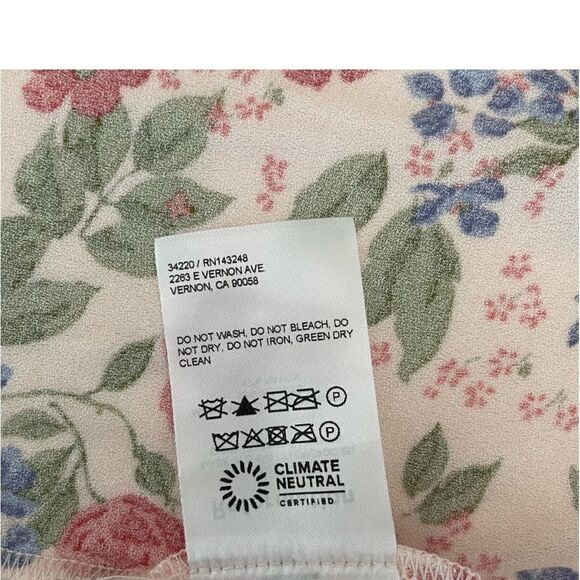 34220 / RN143248
2263 E VERNON AVE.
VERNON, CA 90058
DO NOT WASH, DO NOT BLEACH, DO
NOT DRY, DO NOT IRON, GREEN DRY
CLEAN
P
P
CLIMATE
NEUTRAL
CERTIFIED